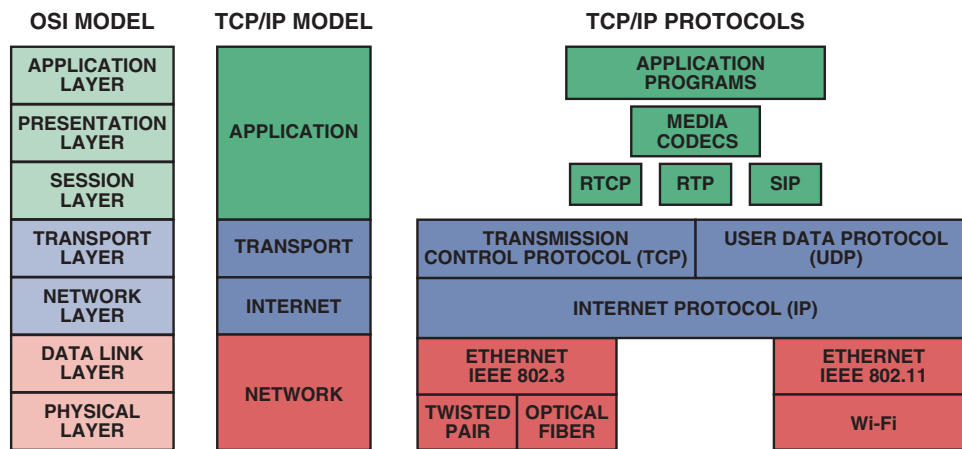 OSI MODEL
TCP/IP MODEL
TCP/IP PROTOCOLS
APPLICATION
LAYER
PRESENTATION
LAYER
SESSION
LAYER
TRANSPORT
LAYER
NETWORK
LAYER
DATA LINK
LAYER
PHYSICAL
LAYER
APPLICATION
TRANSPORT
INTERNET
NETWORK
APPLICATION
PROGRAMS
MEDIA
CODECS
RTCP
RTP
SIP
TRANSMISSION
CONTROL PROTOCOL (TCP)
USER DATA PROTOCOL
(UDP)
INTERNET PROTOCOL (IP)
ETHERNET
IEEE 802.3
ETHERNET
IEEE 802.11
TWISTED
PAIR
OPTICAL
FIBER
Wi-Fi